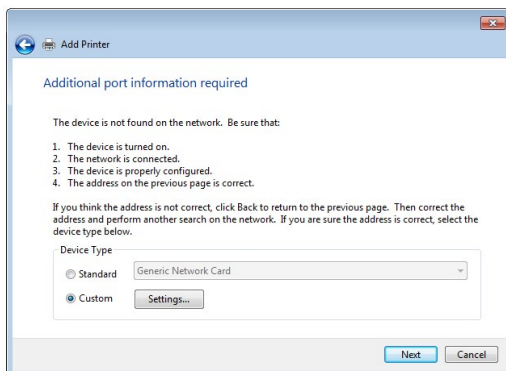 Add Printer
Additional port information required
The device is not found on the network. Be sure that:
1. The device is turned on.
2. The network is connected.
3. The device is properly configured.
4. The address on the previous page is correct.
If you think the address is not correct, click Back to return to the previous page. Then correct the
address and perform another search on the network. If you are sure the address is correct, select the
device type below.
Device Type
Standard
Generic Network Card
Custom
Settings...
Next
Cancel